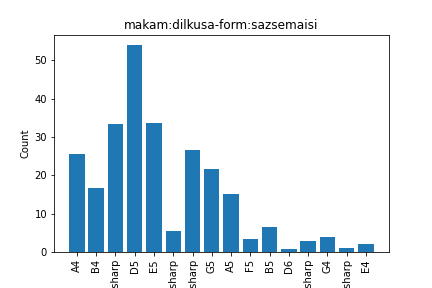 makam:dilkusa-form:sazsemaisi
Count
50
40
30
20
10
0
A4
B4
sharp
D5
E5
sharp
sharp
G5
A5
F5
B5
D6
sharp
G4
sharp
E4